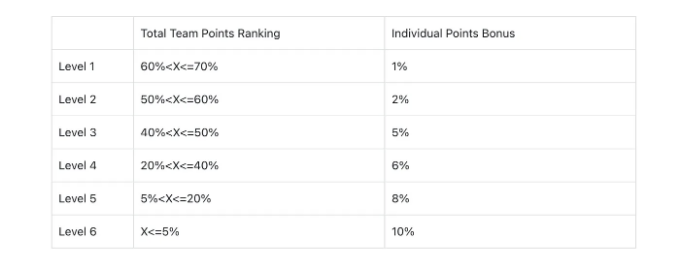 Total Team Points Ranking Individual Points Bonus
Level 1 60%<X<=70% 1%
Level 2 50%<X<=60% 2%
Level 3 40%<X<=50% 5%
Level 4 20%<X<=40% 6%
Level 5 5%<X<=20% 8%
Level 6 X<=5% 10%